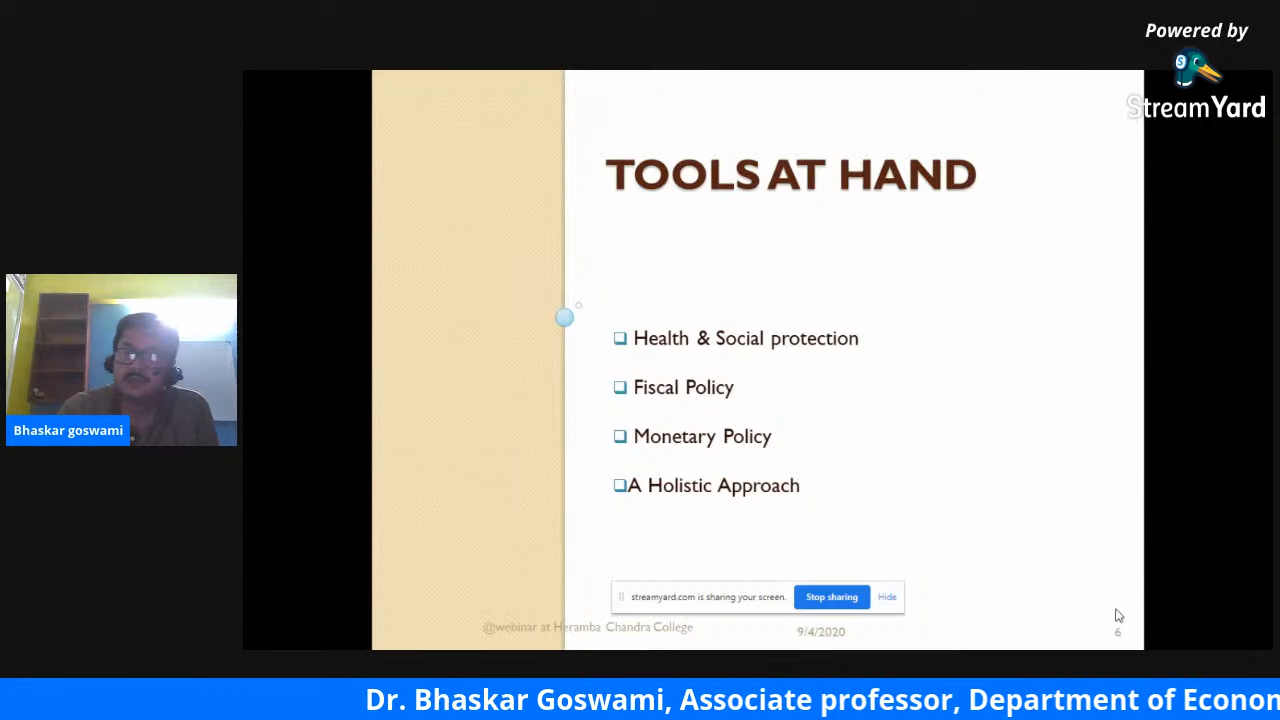 Powered by
StreamYard
TOOLS AT HAND
Health & Social protection
Fiscal Policy
Monetary Policy
A Holistic Approach
Bhaskar goswami
streamyard.com is sharing your screen. Stop sharing Hide
@webinar at Heramba Chandra College 9/4/2020 6
Dr. Bhaskar Goswami, Associate professor, Department of Econom